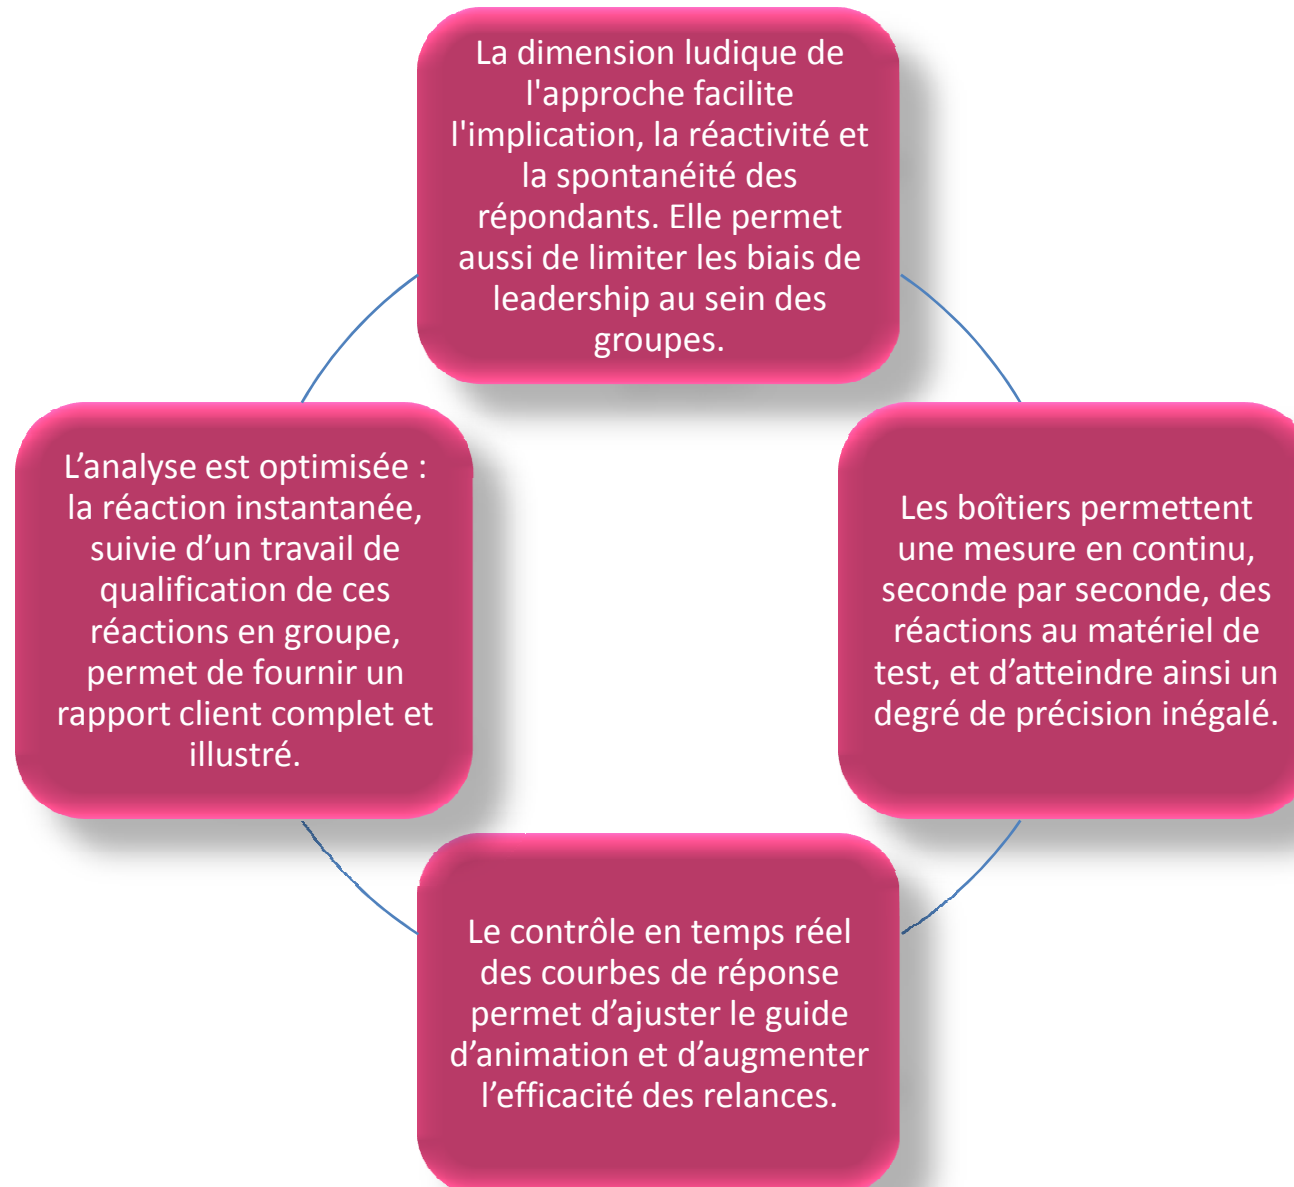 La dimension ludique de
l'approche facilite
l'implication, la réactivité et
la spontanéité des
répondants. Elle permet
aussi de limiter les biais de
leadership au sein des
groupes.
L’analyse est optimisée :
la réaction instantanée,
suivie d’un travail de
qualification de ces
réactions en groupe,
permet de fournir un
rapport client complet et
illustré.
Les boîtiers permettent
une mesure en continu,
seconde par seconde, des
réactions au matériel de
test, et d’atteindre ainsi un
degré de précision inégalé.
Le contrôle en temps réel
des courbes de réponse
permet d’ajuster le guide
d’animation et d’augmenter
l’efficacité des relances.